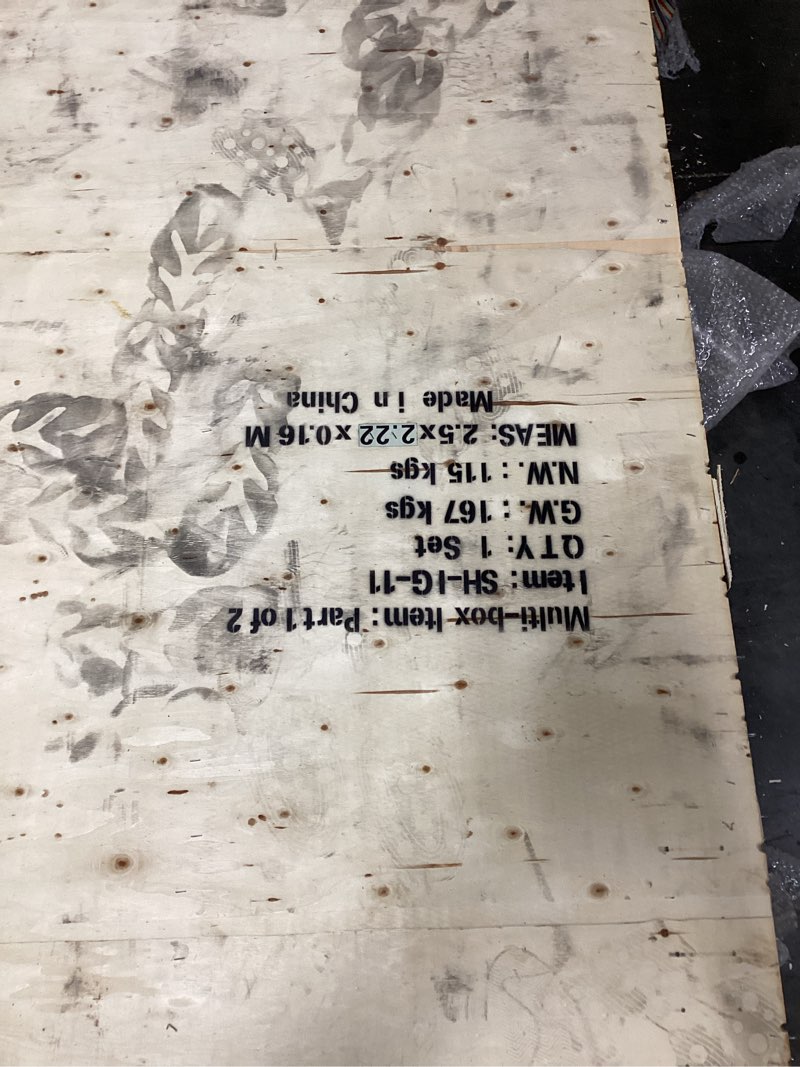 Multi-box Item: Part 1 of 2
Item: SH-IG-11
QTY: 1 Set
G.W.: 167 kgs
N.W.: 115 kgs
MEAS: 2.5x2.22x0.16 M
Made in China